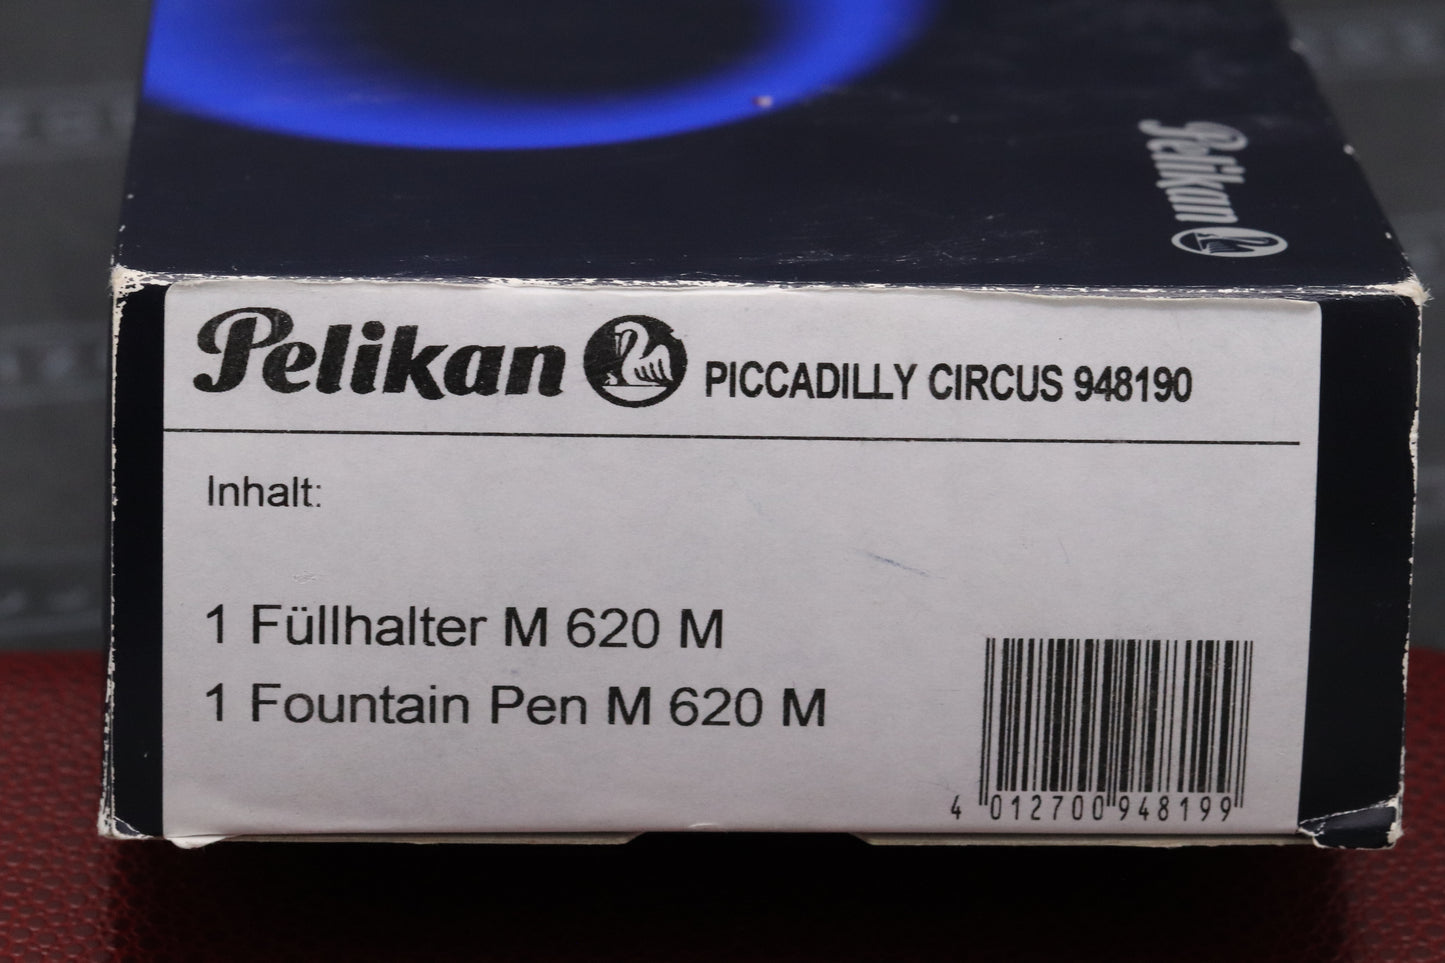 Pelikan
Pelikan PICCADILLY CIRCUS 948190
Inhalt:
1 Füllhalter M 620 M
1 Fountain Pen M 620 M
4 012700 948199